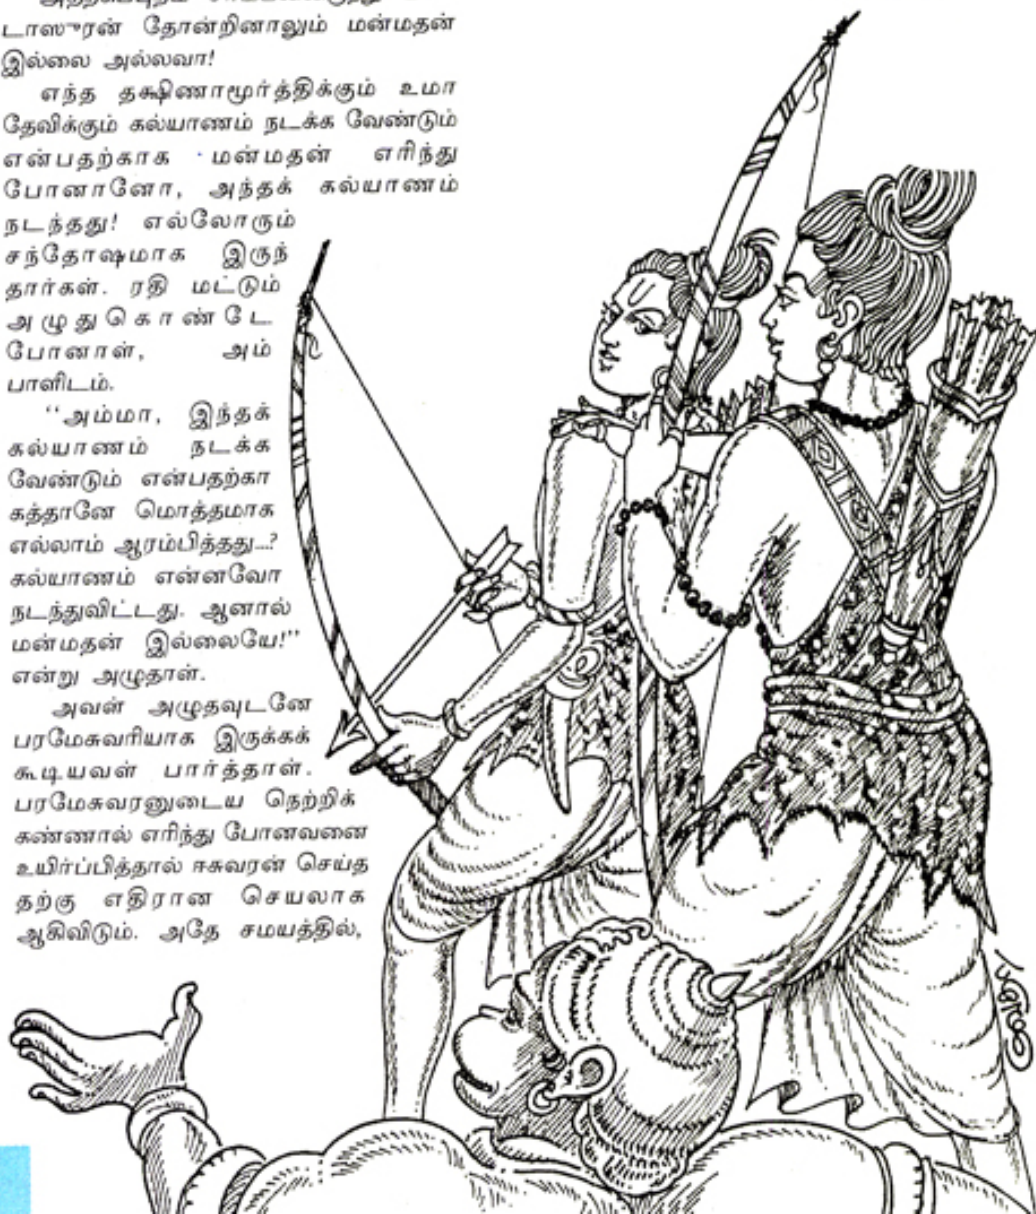 டாஸுரன் தோன்றினாலும் மன்மதன்
இல்லை அல்லவா!
எந்த தக்ஷிணாமூர்த்திக்கும் உமா
தேவிக்கும் கல்யாணம் நடக்க வேண்டும்
என்பதற்காக மன்மதன் எரிந்து
போனானோ, அந்தக் கல்யாணம்
நடந்தது! எல்லோரும்
சந்தோஷமாக இருந்
தார்கள். ரதி மட்டும்
அழுதுகொண்டே
போனாள், அம்
பாளிடம்.
“அம்மா, இந்தக்
கல்யாணம் நடக்க
வேண்டும் என்பதற்கா
கத்தானே மொத்தமாக
எல்லாம் ஆரம்பித்தது...?
கல்யாணம் என்னவோ
நடந்துவிட்டது. ஆனால்
மன்மதன் இல்லையே!”
என்று அழுதாள்.
அவள் அழுதவுடனே
பரமேசுவரியாக இருக்கக்
கூடியவள் பார்த்தாள்.
பரமேசுவரனுடைய நெற்றிக்
கண்ணால் எரிந்து போனவனை
உயிர்ப்பித்தால் ஈசுவரன் செய்த
தற்கு எதிரான செயலாக
ஆகிவிடும். அதே சமயத்தில்,